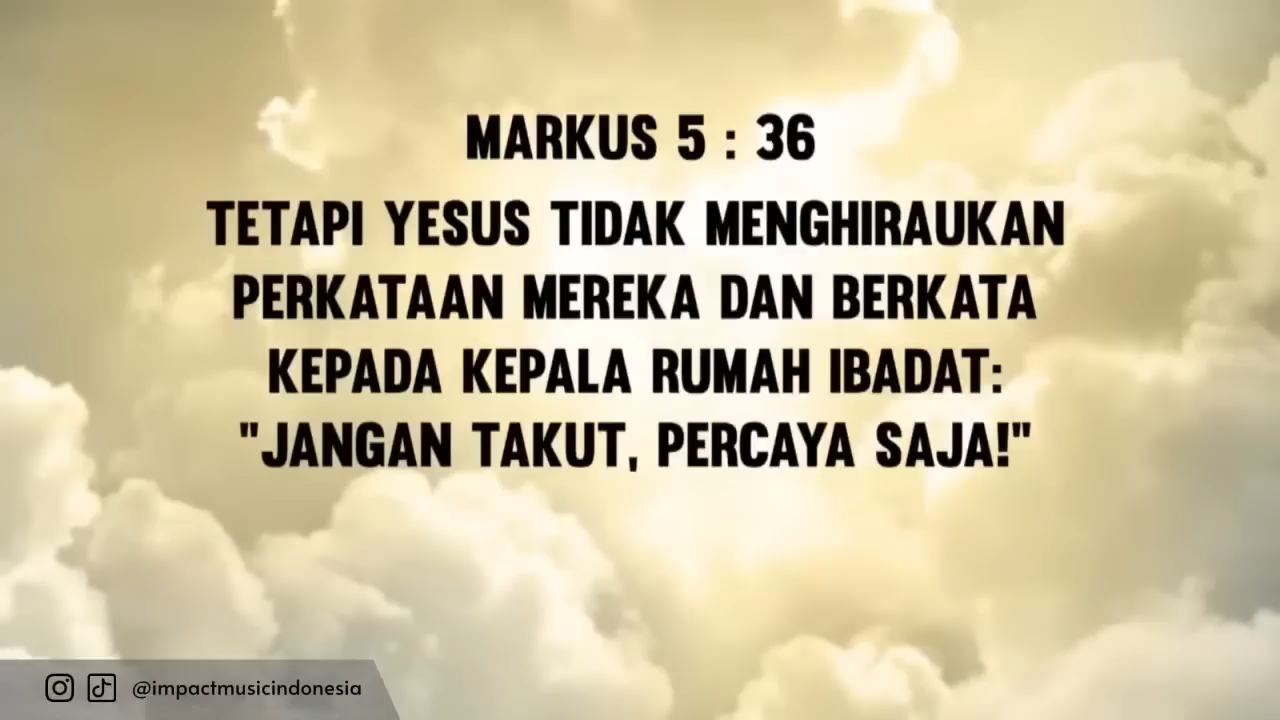 MARKUS 5 : 36
TETAPI YESUS TIDAK MENGHIRAUKAN
PERKATAAN MEREKA DAN BERKATA
KEPADA KEPALA RUMAH IBADAT:
"JANGAN TAKUT, PERCAYA SAJA!"
@impactmusicindonesia